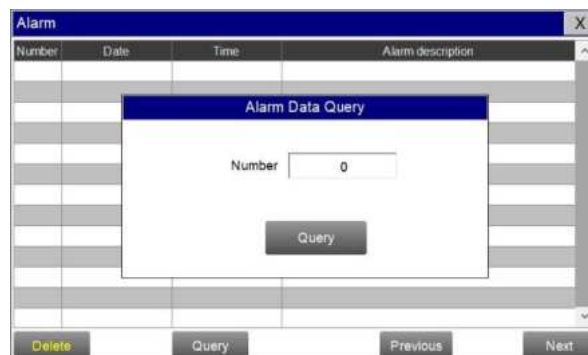 Alarm X
Number Date Time Alarm description
Alarm Data Query
Number 0
Query
Delete Query Previous Next